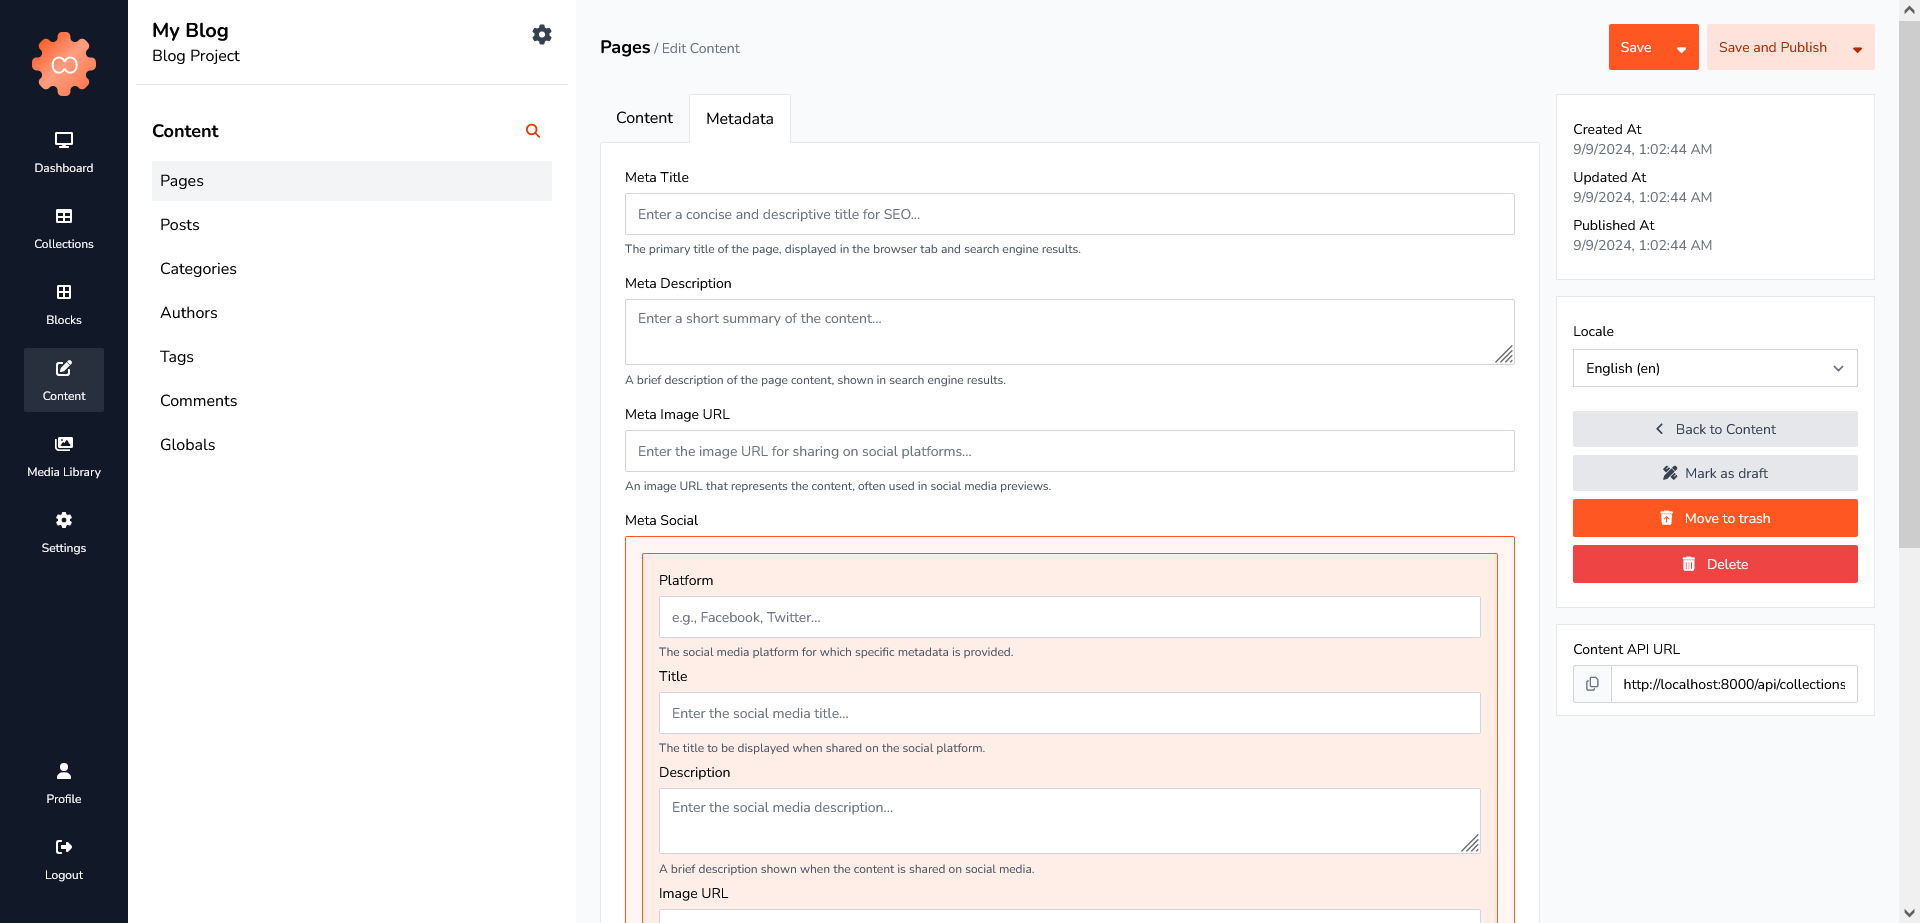 Dashboard
Collections
Blocks
Content
Media Library
Settings
Profile
Logout
My Blog
Blog Project
Content
Pages
Posts
Categories
Authors
Tags
Comments
Globals
Pages / Edit Content
Save
Save and Publish
Content
Metadata
Meta Title
Enter a concise and descriptive title for SEO...
The primary title of the page, displayed in the browser tab and search engine results.
Meta Description
Enter a short summary of the content...
A brief description of the page content, shown in search engine results.
Meta Image URL
Enter the image URL for sharing on social platforms...
An image URL that represents the content, often used in social media previews.
Meta Social
Platform
e.g., Facebook, Twitter...
The social media platform for which specific metadata is provided.
Title
Enter the social media title...
The title to be displayed when shared on the social platform.
Description
Enter the social media description...
A brief description shown when the content is shared on social media.
Image URL
Created At
9/9/2024, 1:02:44 AM
Updated At
9/9/2024, 1:02:44 AM
Published At
9/9/2024, 1:02:44 AM
Locale
English (en)
Back to Content
Mark as draft
Move to trash
Delete
Content API URL
http://localhost:8000/api/collections